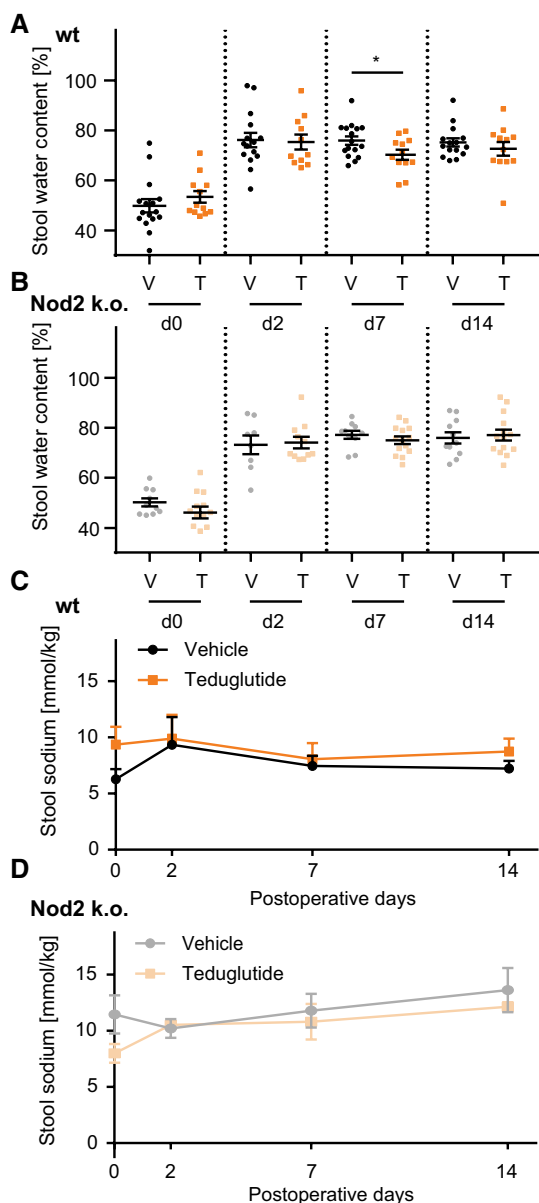 A
wt
Stool water content [%]
100
80
60
40
*
V T V T V T V T
d0 d2 d7 d14
B
Nod2 k.o.
Stool water content [%]
100
80
60
40
V T V T V T V T
d0 d2 d7 d14
C
wt
Stool sodium [mmol/kg]
Vehicle
Teduglutide
15
10
5
0
0 2 7 14
Postoperative days
D
Nod2 k.o.
Stool sodium [mmol/kg]
Vehicle
Teduglutide
15
10
5
0
0 2 7 14
Postoperative days